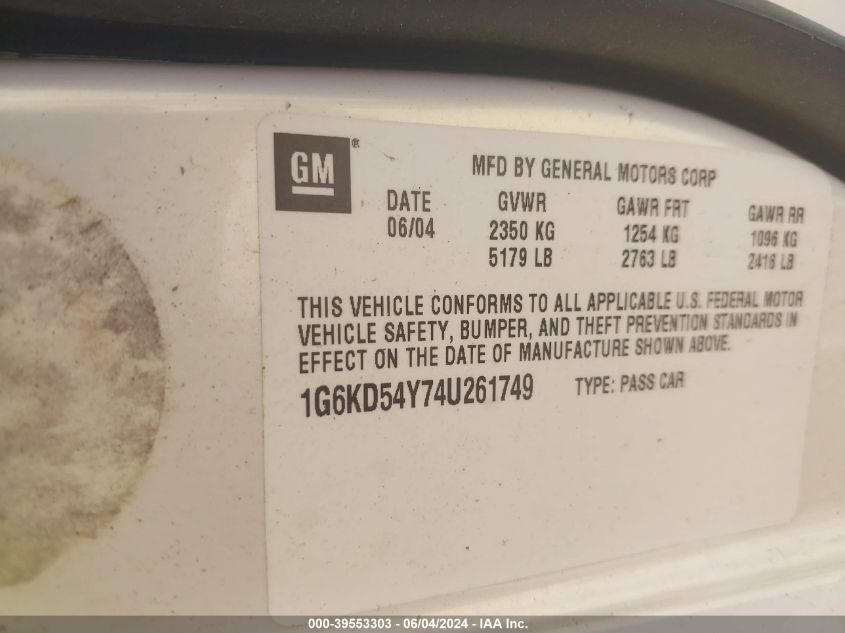 GM ®
MFD BY GENERAL MOTORS CORP
DATE GVWR GAWR FRT GAWR RR
06/04 2350 KG 1254 KG 1096 KG
5179 LB 2763 LB 2416 LB
THIS VEHICLE CONFORMS TO ALL APPLICABLE U.S. FEDERAL MOTOR
VEHICLE SAFETY, BUMPER, AND THEFT PREVENTION STANDARDS IN
EFFECT ON THE DATE OF MANUFACTURE SHOWN ABOVE.
1G6KD54Y74U261749 TYPE: PASS CAR
000-39553303 - 06/04/2024 - IAA Inc.